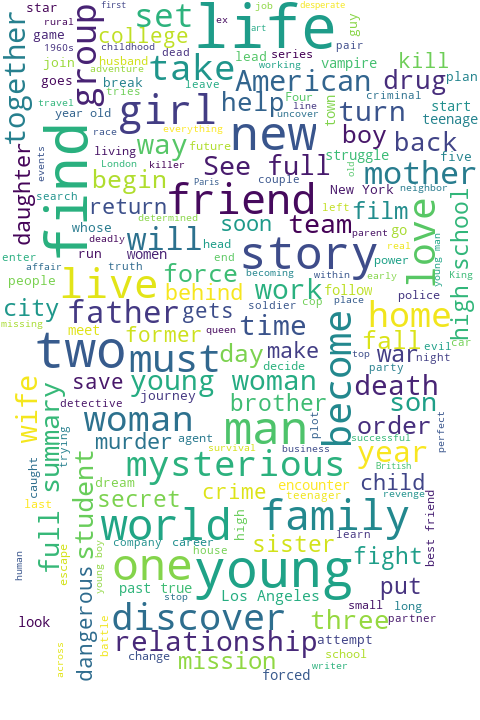 first
job
desperate
star
rural
ex
art
game
1960s
childhood
dead
working
join
husband
adventure
goes
break
tries
leave
year old
race
living
London
killer
future
everything
line
uncover
together
group
set
life
college
take
lead
series
pair
guy
vampire
kill
American
drug
plan
criminal
girl
help
Four
town
turn
start
teenage
new
boy
back
five
way
struggle
find
travel
daughter
events
search
begin
See full
mother
old
Paris
couple
friend
New York
neighbor
return
team
film
left
whose
determined
soon
parent
go
love
high school
deadly
run
women
head
story
real
young man
enter
affair
truth
will
end
becoming
within
power
early
King
people
force
follow
car
live
behind
work
soldier
cop
place
police
city
father
gets
home
missing
meet
former
queen
time
become
top
fall
war
evil
night
two
must
day
make
party
wife
save
young woman
decide
death
detective
journey
brother
son
woman
man
plot
order
perfect
trying
murder
agent
survival
business
successful
year
caught
summary
full
mysterious
British
last
student
dream
secret
crime
encounter
teenager
child
revenge
best friend
world
high
family
company
career
house
learn
human
escape
young boy
one
sister
fight
past
true
young
stop
Los Angeles
put
small
long
look
dangerous
battle
discover
three
partner
across
relationship
attempt
change
mission
school
writer
forced